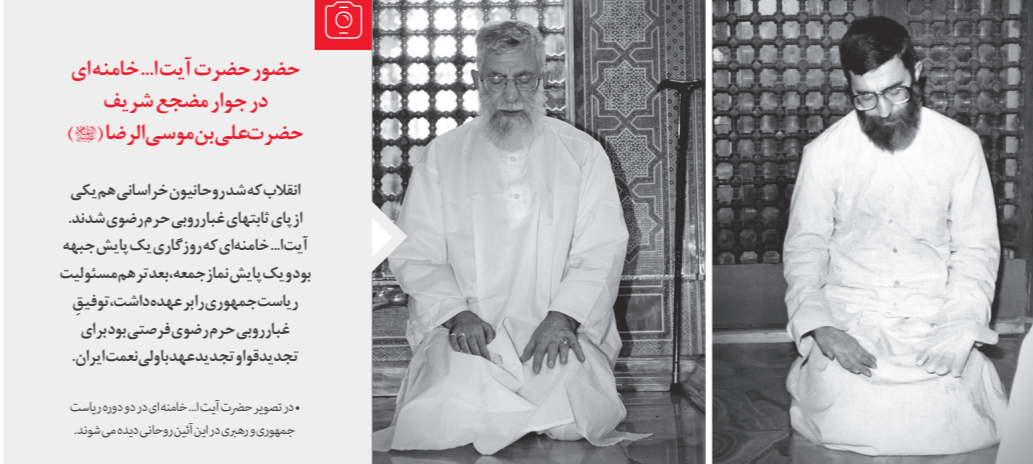 حضور حضرت آیت‌ا... خامنه‌ای
در جوار مضجع شریف
حضرت‌علی‌بن‌موسی‌الرضا (علیه‌السلام)
انقلاب که شد روحانیون خراسانی هم یکی
از پای ثابتهای غبارروبی حرم رضوی شدند.
آیت‌ا... خامنه‌ای که روزگاری یک پایش جبهه
بود و یک پایش نماز جمعه، بعدتر هم مسئولیت
ریاست‌جمهوری را بر عهده داشت، توفیقِ
غبارروبی حرم رضوی فرصتی بود برای
تجدید قوا و تجدید عهد با ولی نعمت ایران.
• در تصویر حضرت آیت ا... خامنه ای در دو دوره ریاست
جمهوری و رهبری در این آئین روحانی دیده می شوند.